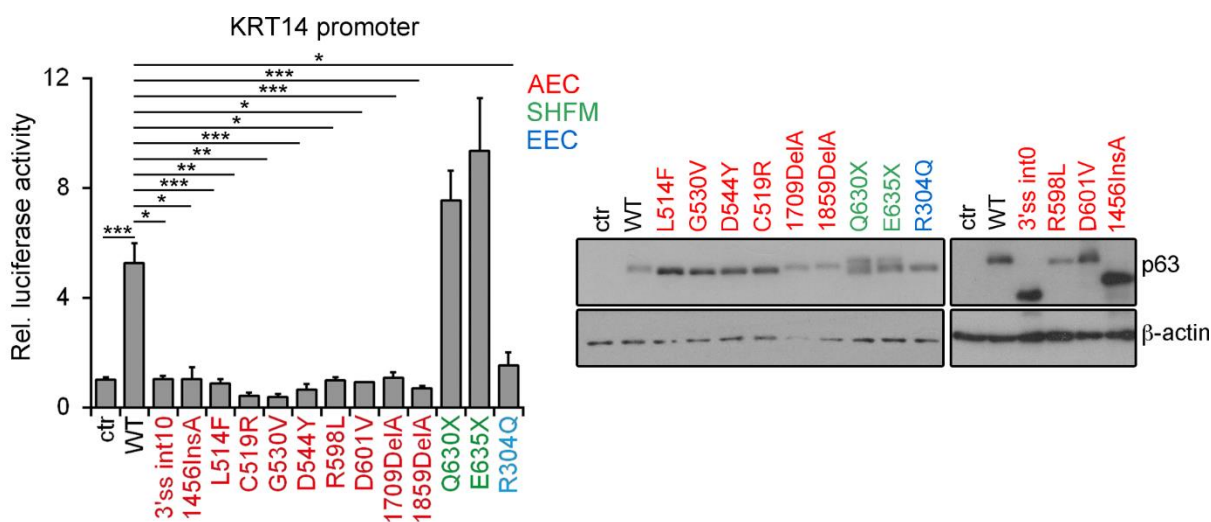 KRT14 promoter
*
***
***
*
*
***
**
**
***
*
*
***
12
8
4
0
Rel. luciferase activity
ctr
WT
3'ss int10
1456InsA
L514F
C519R
G530V
D544Y
R598L
D601V
1709DelA
1859DelA
Q630X
E635X
R304Q
AEC
SHFM
EEC
ctr
WT
L514F
G530V
D544Y
C519R
1709DelA
1859DelA
Q630X
E635X
R304Q
ctr
WT
3'ss int0
R598L
D601V
1456InsA
p63
β-actin